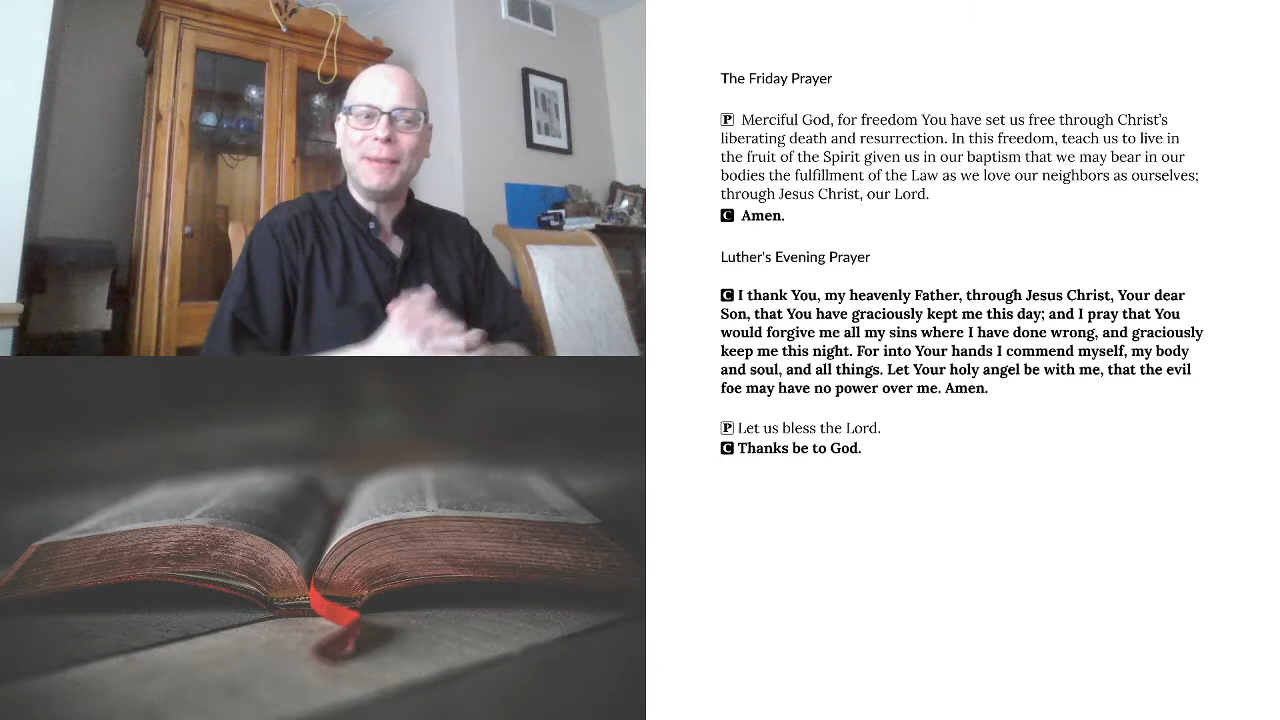 The Friday Prayer
P Merciful God, for freedom You have set us free through Christ's
liberating death and resurrection. In this freedom, teach us to live in
the fruit of the Spirit given us in our baptism that we may bear in our
bodies the fulfillment of the Law as we love our neighbors as ourselves;
through Jesus Christ, our Lord.
C Amen.
Luther's Evening Prayer
C I thank You, my heavenly Father, through Jesus Christ, Your dear
Son, that You have graciously kept me this day; and I pray that You
would forgive me all my sins where I have done wrong, and graciously
keep me this night. For into Your hands I commend myself, my body
and soul, and all things. Let Your holy angel be with me, that the evil
foe may have no power over me. Amen.
P Let us bless the Lord.
C Thanks be to God.